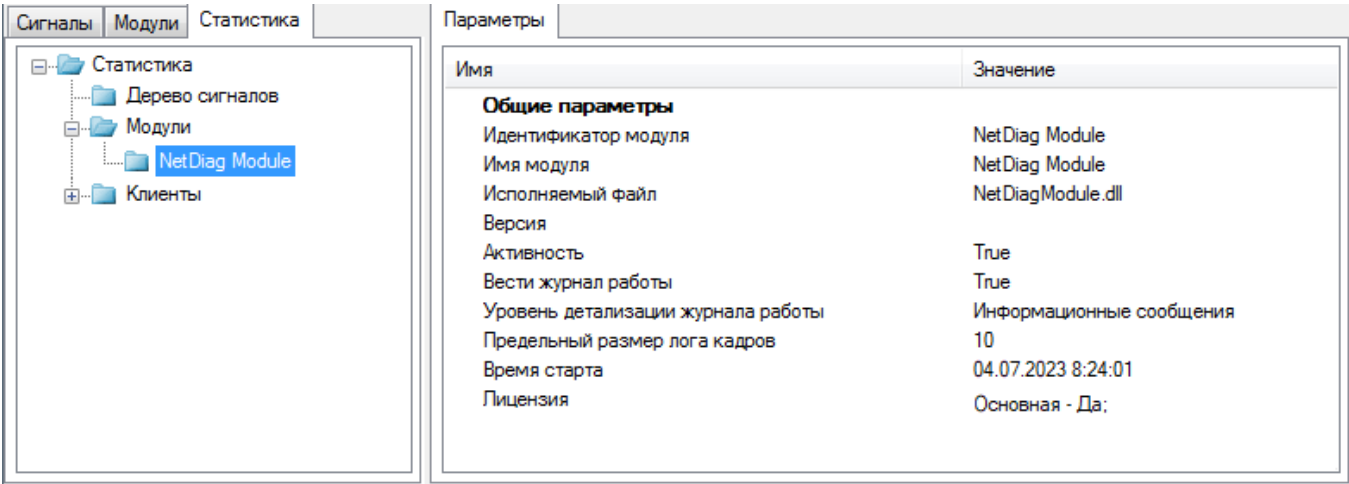 Сигналы Модули Статистика
Статистика
Дерево сигналов
Модули
NetDiag Module
Клиенты
Параметры
Имя Значение
Общие параметры
Идентификатор модуля NetDiag Module
Имя модуля NetDiag Module
Исполняемый файл NetDiagModule.dll
Версия
Активность True
Вести журнал работы True
Уровень детализации журнала работы Информационные сообщения
Предельный размер лога кадров 10
Время старта 04.07.2023 8:24:01
Лицензия Основная - Да;